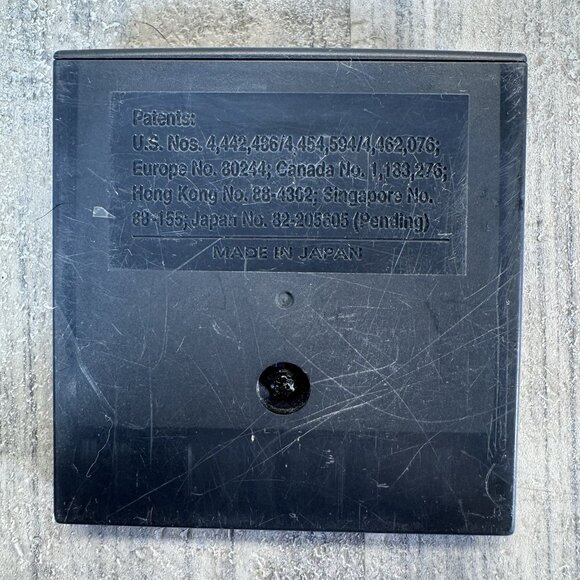 Patents:
U.S. Nos. 4,442,486/4,454,594/4,462,076;
Europe No. 80244; Canada No. 1,183,276;
Hong Kong No. 88-4302; Singapore No.
88-155; Japan No. 82-205605 (Pending)
MADE IN JAPAN